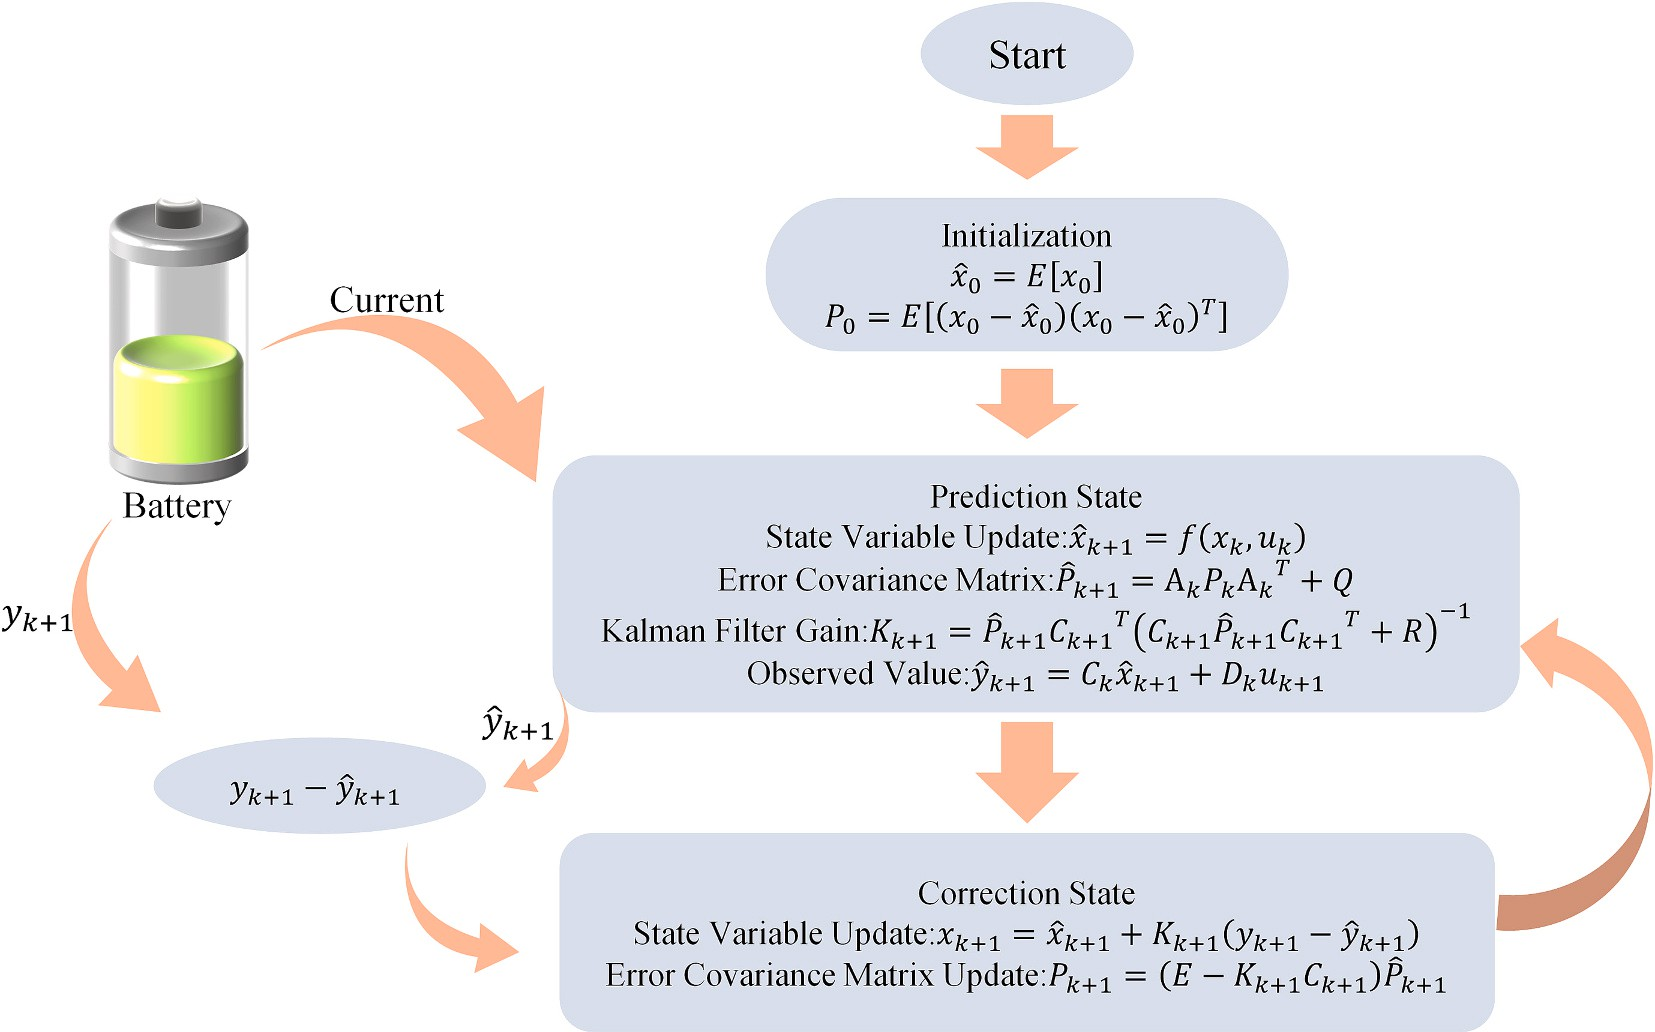 Start
Initialization
x̂₀ = E[x₀]
P₀ = E[(x₀ − x̂₀)(x₀ − x̂₀)ᵀ]
Current
Battery
Prediction State
State Variable Update:x̂ₖ₊₁ = f(xₖ, uₖ)
Error Covariance Matrix:P̂ₖ₊₁ = AₖPₖAₖᵀ + Q
Kalman Filter Gain:Kₖ₊₁ = P̂ₖ₊₁Cₖ₊₁ᵀ(Cₖ₊₁P̂ₖ₊₁Cₖ₊₁ᵀ + R)⁻¹
Observed Value:ŷₖ₊₁ = Cₖx̂ₖ₊₁ + Dₖuₖ₊₁
yₖ₊₁
ŷₖ₊₁
yₖ₊₁ − ŷₖ₊₁
Correction State
State Variable Update:xₖ₊₁ = x̂ₖ₊₁ + Kₖ₊₁(yₖ₊₁ − ŷₖ₊₁)
Error Covariance Matrix Update:Pₖ₊₁ = (E − Kₖ₊₁Cₖ₊₁)P̂ₖ₊₁